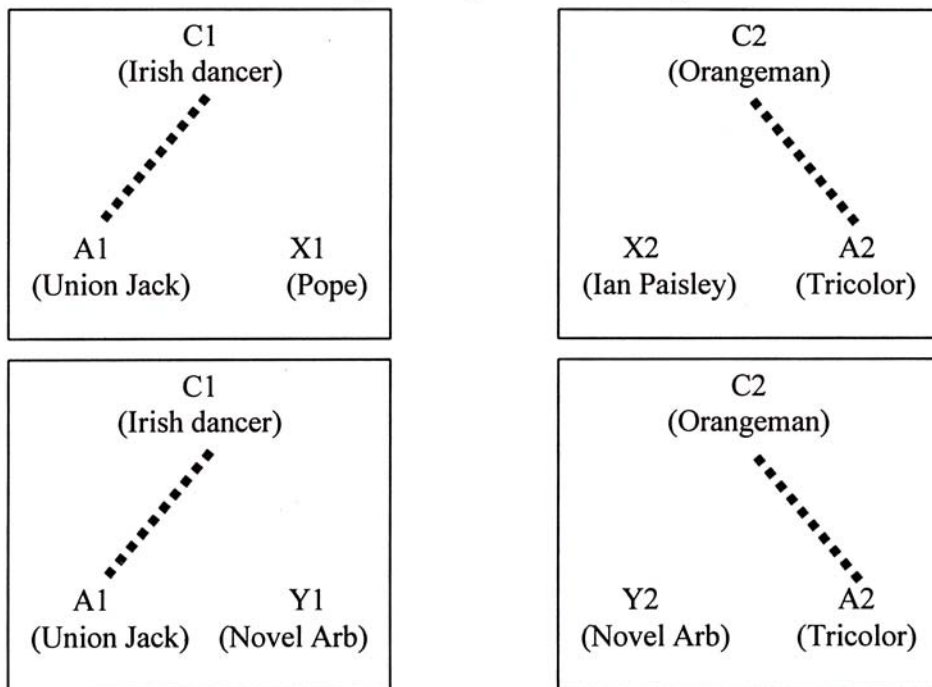 C1
(Irish dancer)
A1
(Union Jack)
X1
(Pope)
C2
(Orangeman)
X2
(Ian Paisley)
A2
(Tricolor)
C1
(Irish dancer)
A1
(Union Jack)
Y1
(Novel Arb)
C2
(Orangeman)
Y2
(Novel Arb)
A2
(Tricolor)